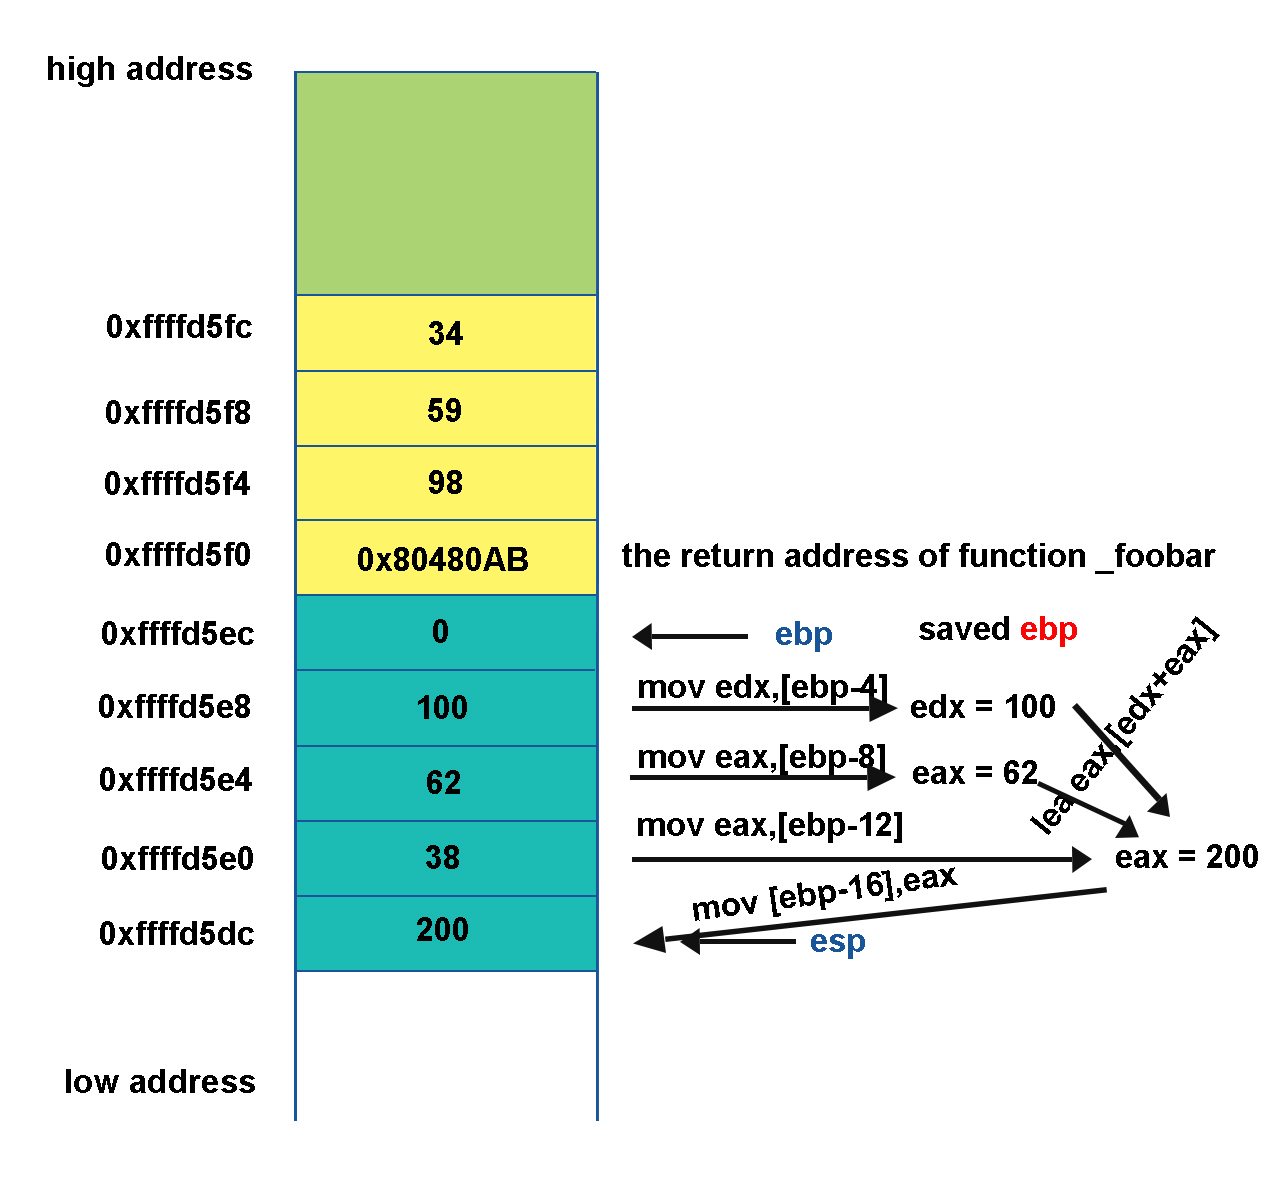 high address
0xffffd5fc 34
0xffffd5f8 59
0xffffd5f4 98
0xffffd5f0 0x80480AB the return address of function _foobar
0xffffd5ec 0 ebp saved ebp
0xffffd5e8 100 mov edx,[ebp-4] edx = 100
lea eax,[edx+eax]
0xffffd5e4 62 mov eax,[ebp-8] eax = 62
mov eax,[ebp-12]
0xffffd5e0 38 eax = 200
mov [ebp-16],eax
0xffffd5dc 200 esp
low address